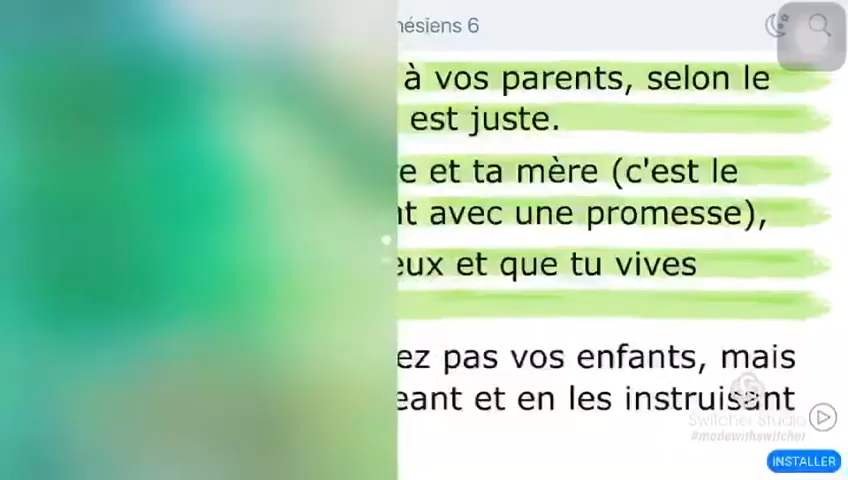 ésiens 6
à vos parents, selon le
est juste.
e et ta mère (c'est le
t avec une promesse),
eux et que tu vives
ez pas vos enfants, mais
eant et en les instruisant
Switcher Studio
#madewithswitcher
INSTALLER